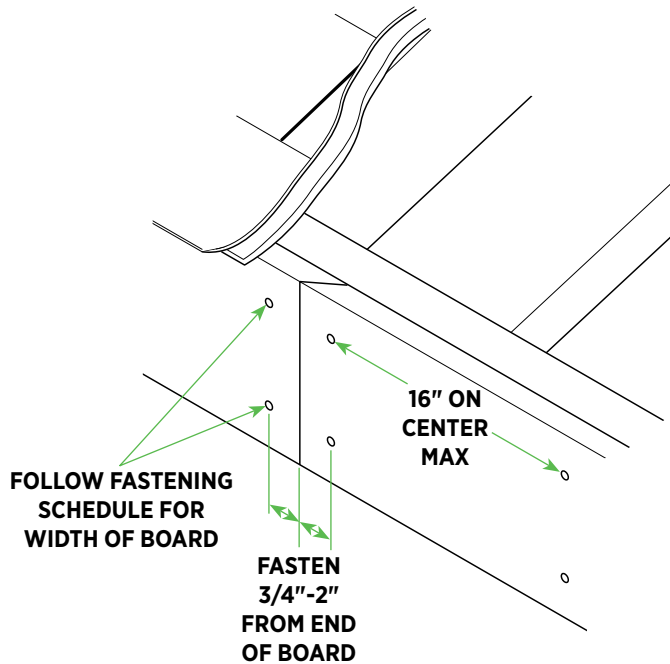 16" ON
CENTER
MAX
FOLLOW FASTENING
SCHEDULE FOR
WIDTH OF BOARD
FASTEN
3/4"-2"
FROM END
OF BOARD